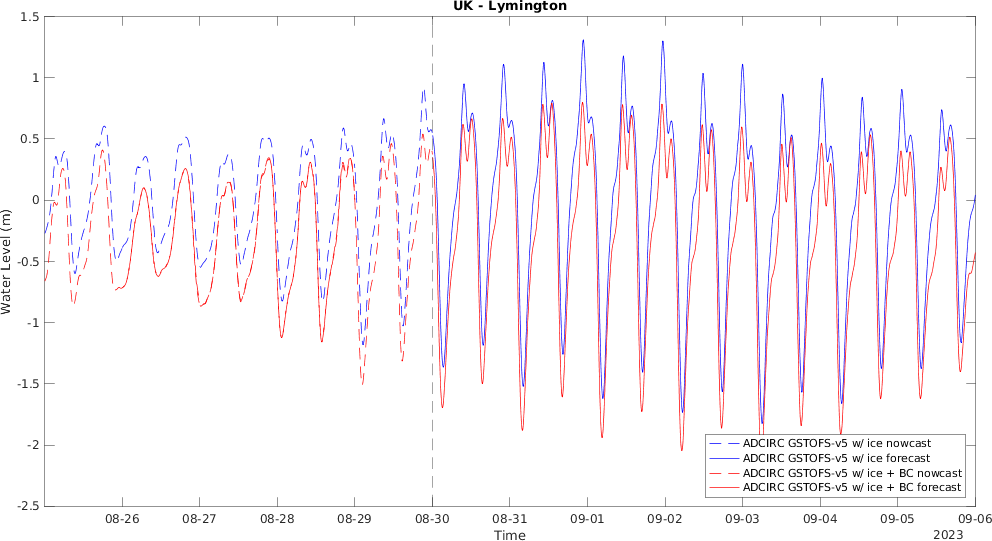 UK - Lymington
1.5
1
0.5
0
-0.5
-1
-1.5
-2
-2.5
Water Level (m)
ADCIRC GSTOFS-v5 w/ ice nowcast
ADCIRC GSTOFS-v5 w/ ice forecast
ADCIRC GSTOFS-v5 w/ ice + BC nowcast
ADCIRC GSTOFS-v5 w/ ice + BC forecast
08-26 08-27 08-28 08-29 08-30 08-31 09-01 09-02 09-03 09-04 09-05 09-06
Time
2023